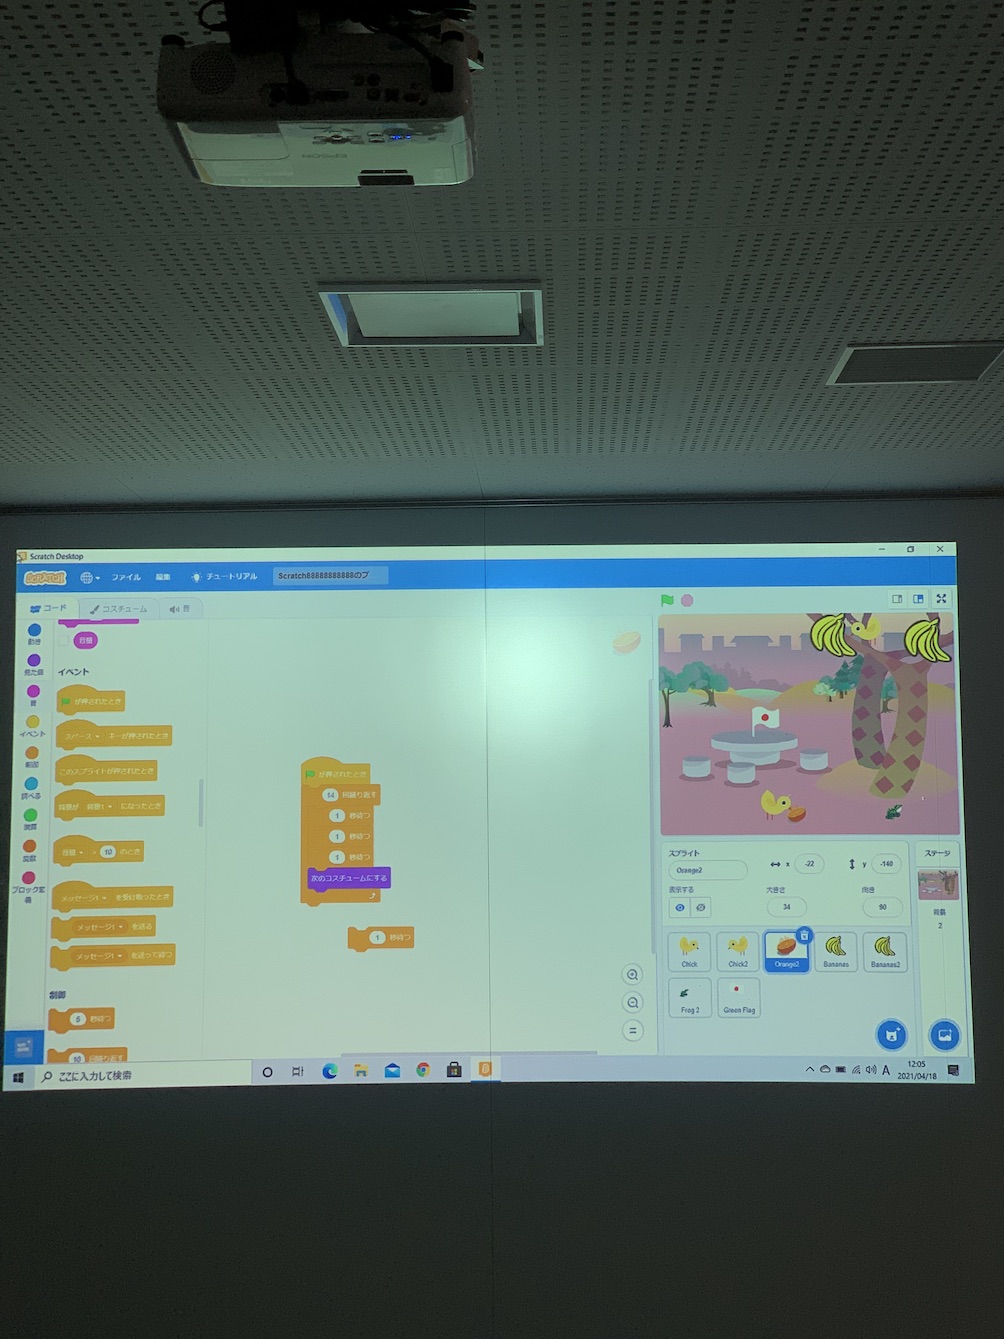 EPSON
Scratch Desktop
SCRATCH
ファイル
編集
チュートリアル
Scratch88888888888のプ
コード
コスチューム
音
動き
見た目
音
イベント
制御
調べる
演算
変数
ブロック定
義
音量
イベント
が押されたとき
スペース
キーが押されたとき
このスプライトが押されたとき
背景が
背景1
になったとき
音量
> 10 のとき
メッセージ1
を受け取ったとき
メッセージ1
を送る
メッセージ1
を送って待つ
制御
5 秒待つ
10 回繰り返す
が押されたとき
14 回繰り返す
1 秒待つ
1 秒待つ
1 秒待つ
次のコスチュームにする
1 秒待つ
スプライト
Orange2
x -22
y -140
表示する
大きさ
34
向き
90
ステージ
背景
2
Chick
Chick2
Orange2
Bananas
Bananas2
Frog 2
Green Flag
ここに入力して検索
A
12:05
2021/04/18